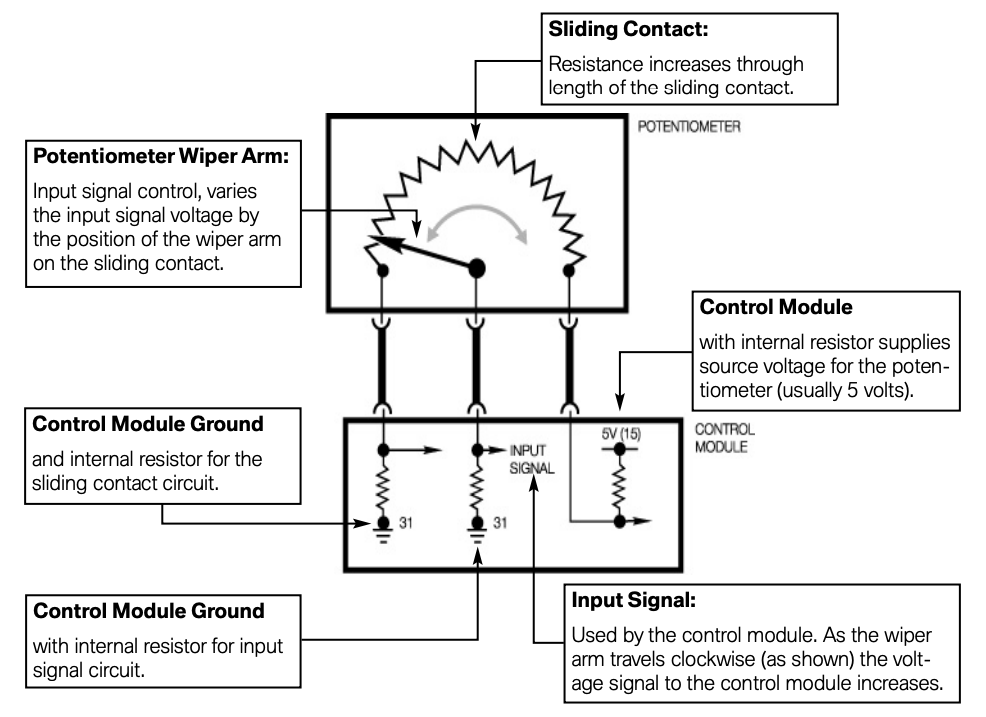 Sliding Contact:
Resistance increases through
length of the sliding contact.
POTENTIOMETER
Potentiometer Wiper Arm:
Input signal control, varies
the input signal voltage by
the position of the wiper arm
on the sliding contact.
Control Module
with internal resistor supplies
source voltage for the poten-
tiometer (usually 5 volts).
Control Module Ground
and internal resistor for the
sliding contact circuit.
CONTROL
MODULE
5V (15)
INPUT
SIGNAL
31
31
Control Module Ground
with internal resistor for input
signal circuit.
Input Signal:
Used by the control module. As the wiper
arm travels clockwise (as shown) the volt-
age signal to the control module increases.